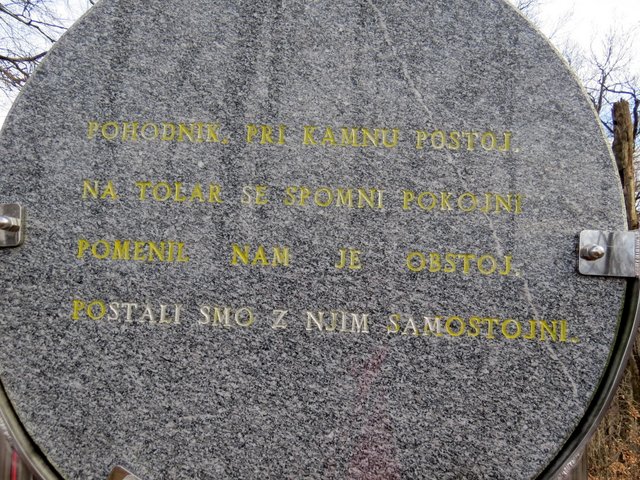 POHODNIK, PRI KAMNU POSTOJ,
NA TOLAR SE SPOMNI POKOJNI
POMENIL NAM JE OBSTOJ,
POSTALI SMO Z NJIM SAMOSTOJNI.